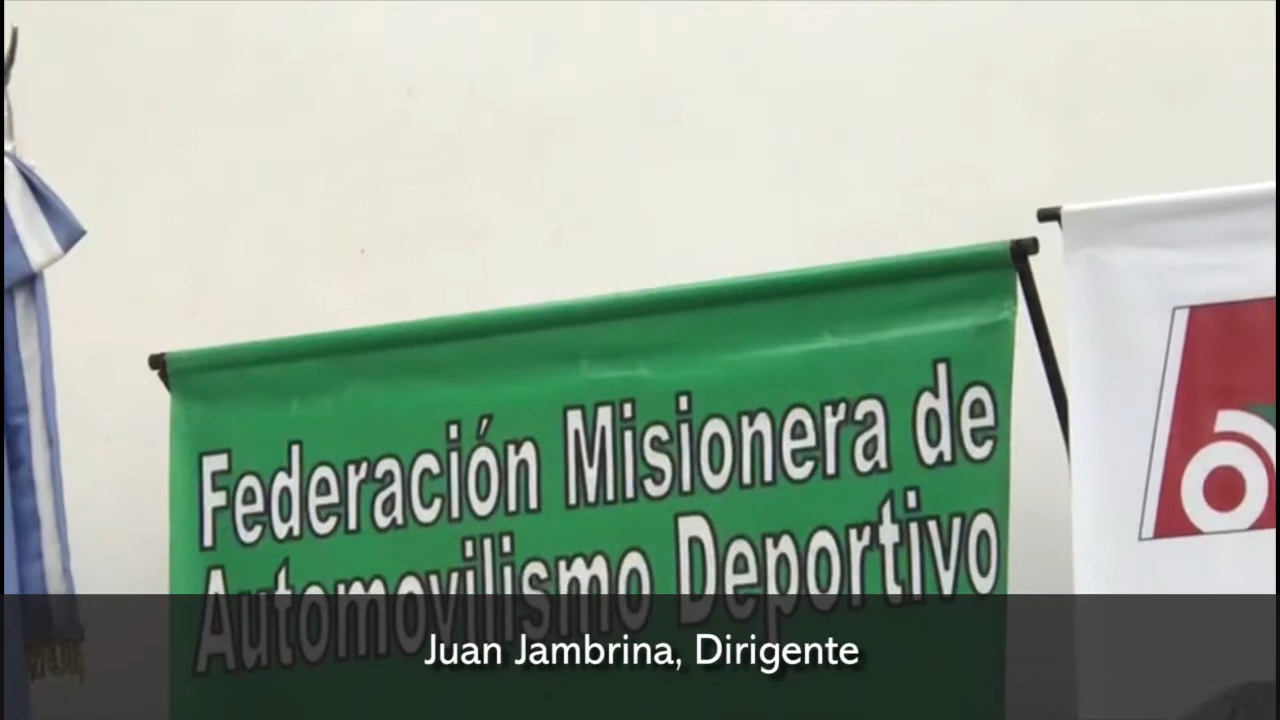 Federación Misionera de
Automovilismo Deportivo
Juan Jambrina, Dirigente